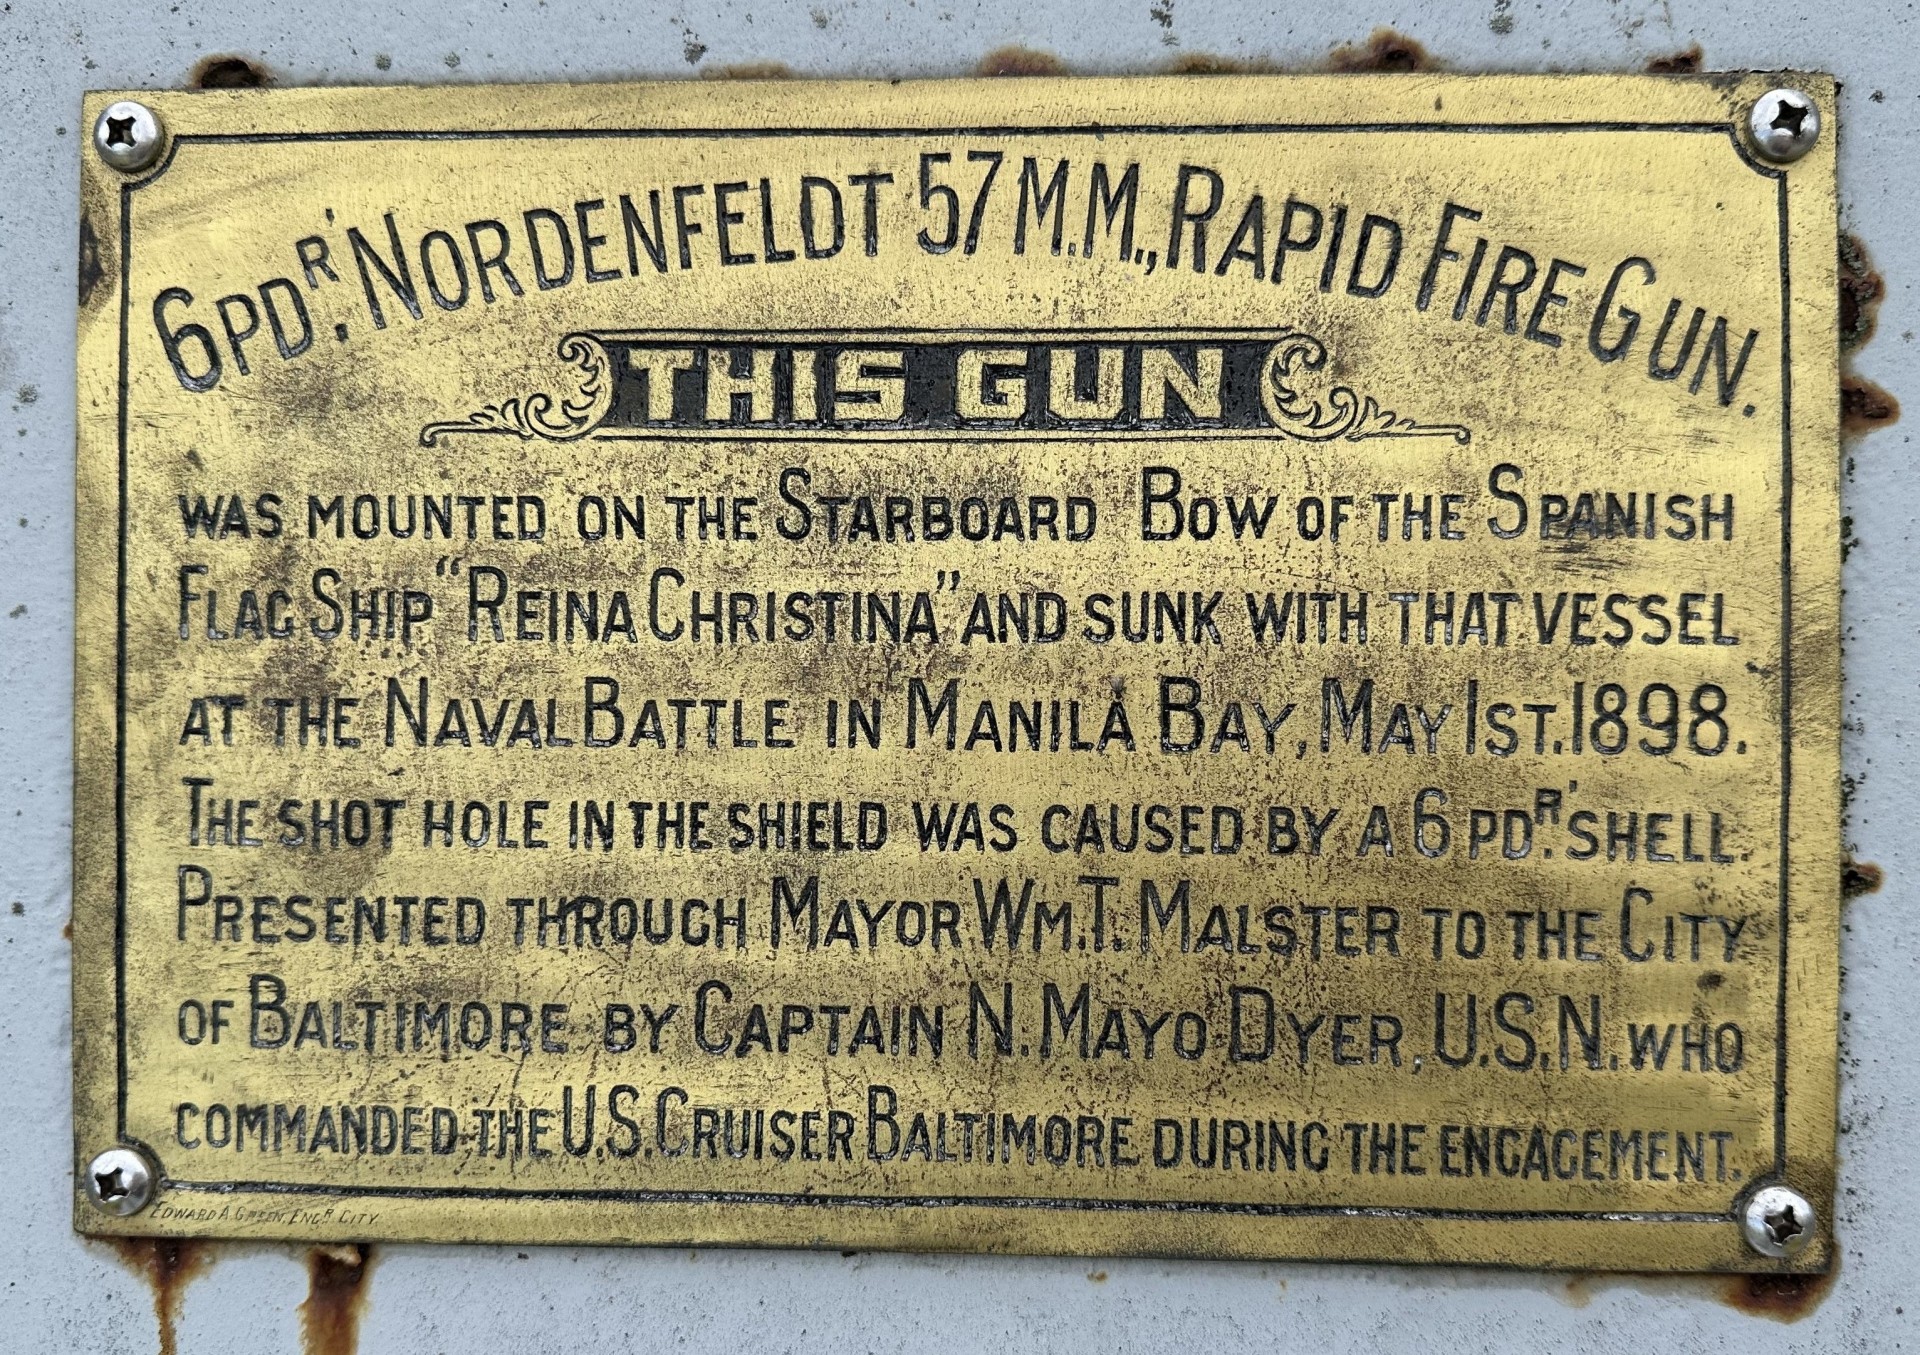 6 PDR'. NORDENFELDT 57 M.M., RAPID FIRE GUN.
THIS GUN
WAS MOUNTED ON THE STARBOARD BOW OF THE SPANISH
FLAG SHIP "REINA CHRISTINA" AND SUNK WITH THAT VESSEL
AT THE NAVAL BATTLE IN MANILA BAY, MAY 1ST. 1898.
THE SHOT HOLE IN THE SHIELD WAS CAUSED BY A 6 PDR'. SHELL.
PRESENTED THROUGH MAYOR WM. T. MALSTER TO THE CITY
OF BALTIMORE BY CAPTAIN N. MAYO DYER, U.S.N. WHO
COMMANDED THE U.S. CRUISER BALTIMORE DURING THE ENGAGEMENT.
EDWARD A. GREEN, ENGR. CITY